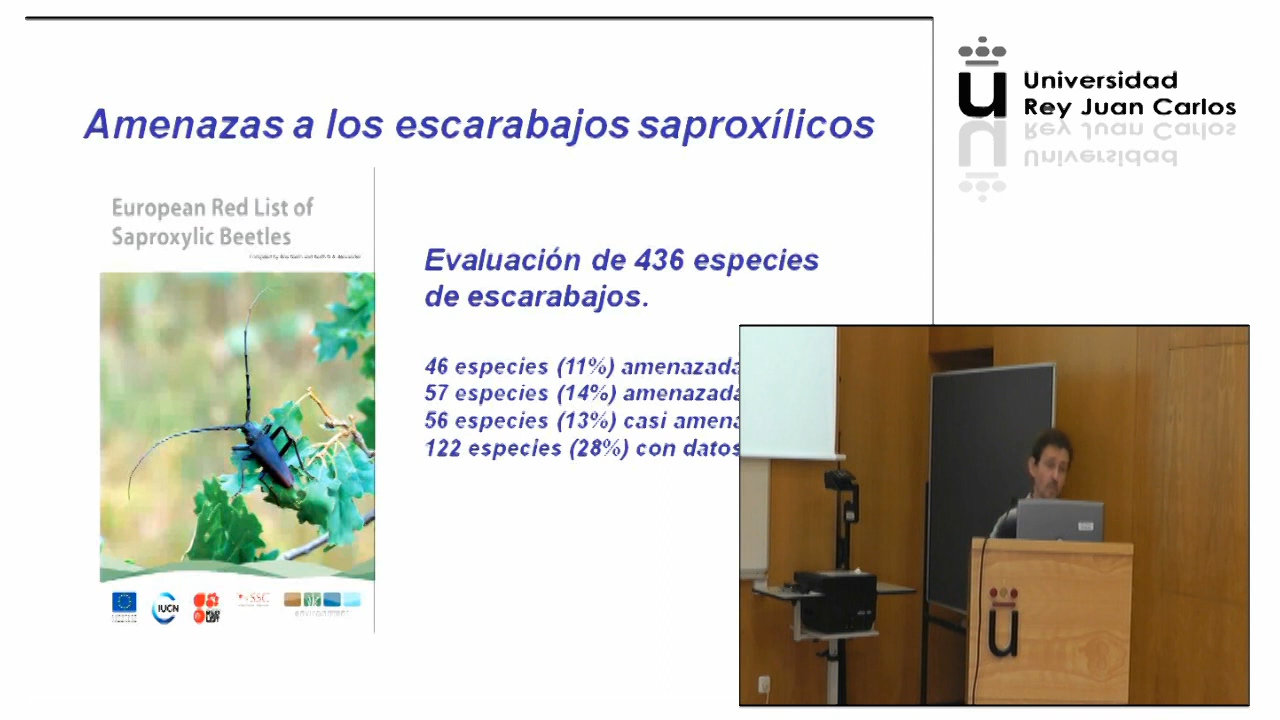 Amenazas a los escarabajos saproxílicos
Universidad
Rey Juan Carlos
European Red List of
Saproxylic Beetles
Evaluación de 436 especies
de escarabajos.
46 especies (11%) amenazada
57 especies (14%) amenazada
56 especies (13%) casi amena
122 especies (28%) con datos
IUCN
SSC
environment
u